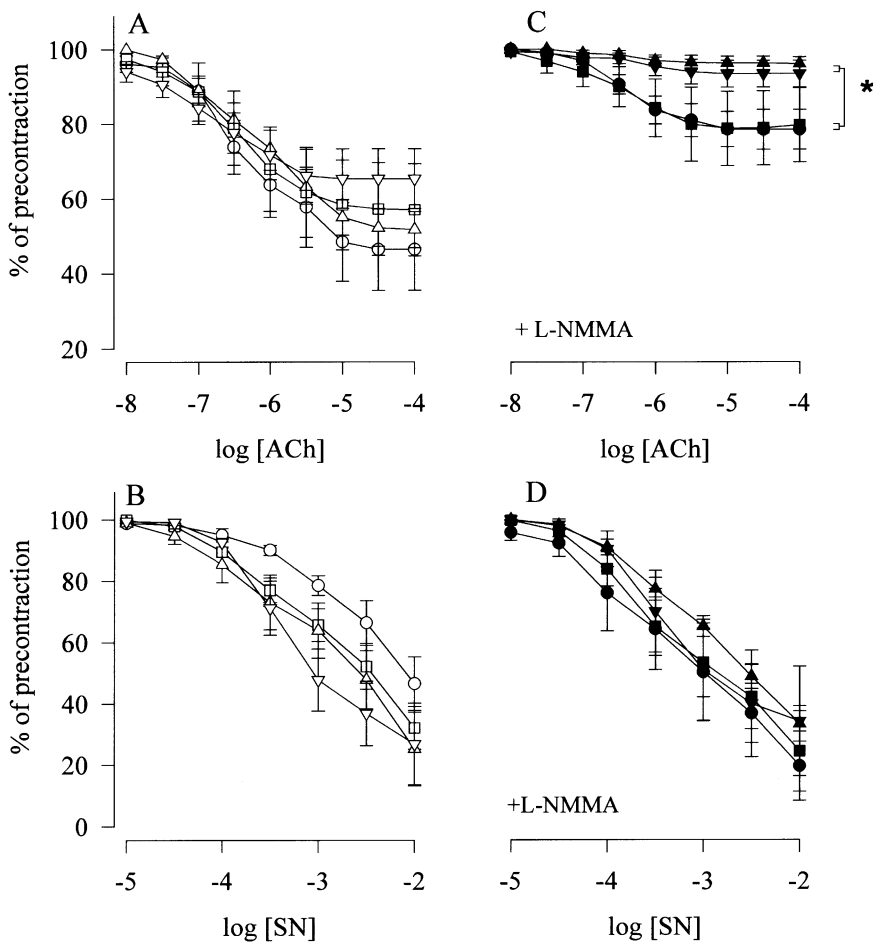 A
% of precontraction
100
80
60
40
20
-8 -7 -6 -5 -4
log [ACh]
C
*
+ L-NMMA
-8 -7 -6 -5 -4
log [ACh]
B
% of precontraction
100
80
60
40
20
0
-5 -4 -3 -2
log [SN]
D
+L-NMMA
-5 -4 -3 -2
log [SN]